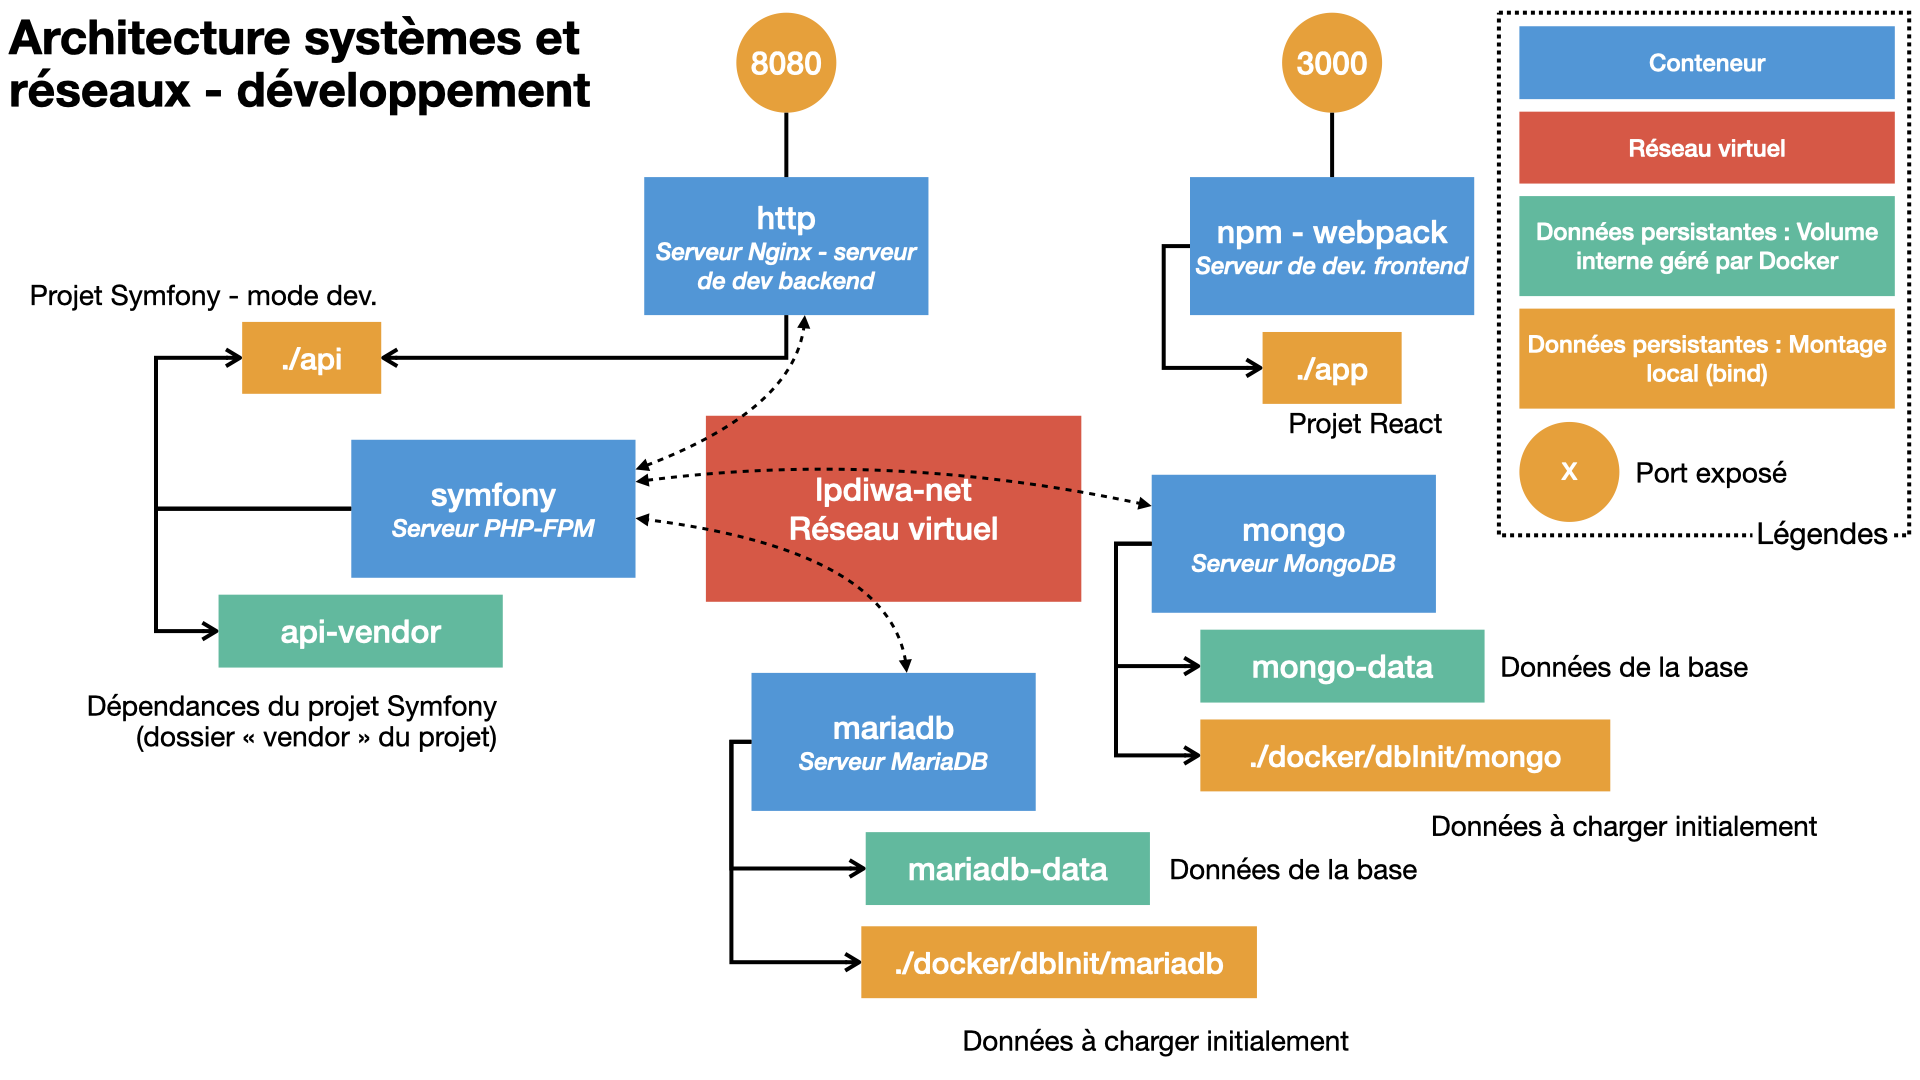 Architecture systèmes et
réseaux - développement
8080
3000
http
Serveur Nginx - serveur
de dev backend
npm - webpack
Serveur de dev. frontend
Projet Symfony - mode dev.
./api
./app
Projet React
symfony
Serveur PHP-FPM
lpdiwa-net
Réseau virtuel
mongo
Serveur MongoDB
api-vendor
Dépendances du projet Symfony
(dossier « vendor » du projet)
mongo-data
Données de la base
./docker/dbInit/mongo
Données à charger initialement
mariadb
Serveur MariaDB
mariadb-data
Données de la base
./docker/dbInit/mariadb
Données à charger initialement
Conteneur
Réseau virtuel
Données persistantes : Volume
interne géré par Docker
Données persistantes : Montage
local (bind)
X
Port exposé
Légendes